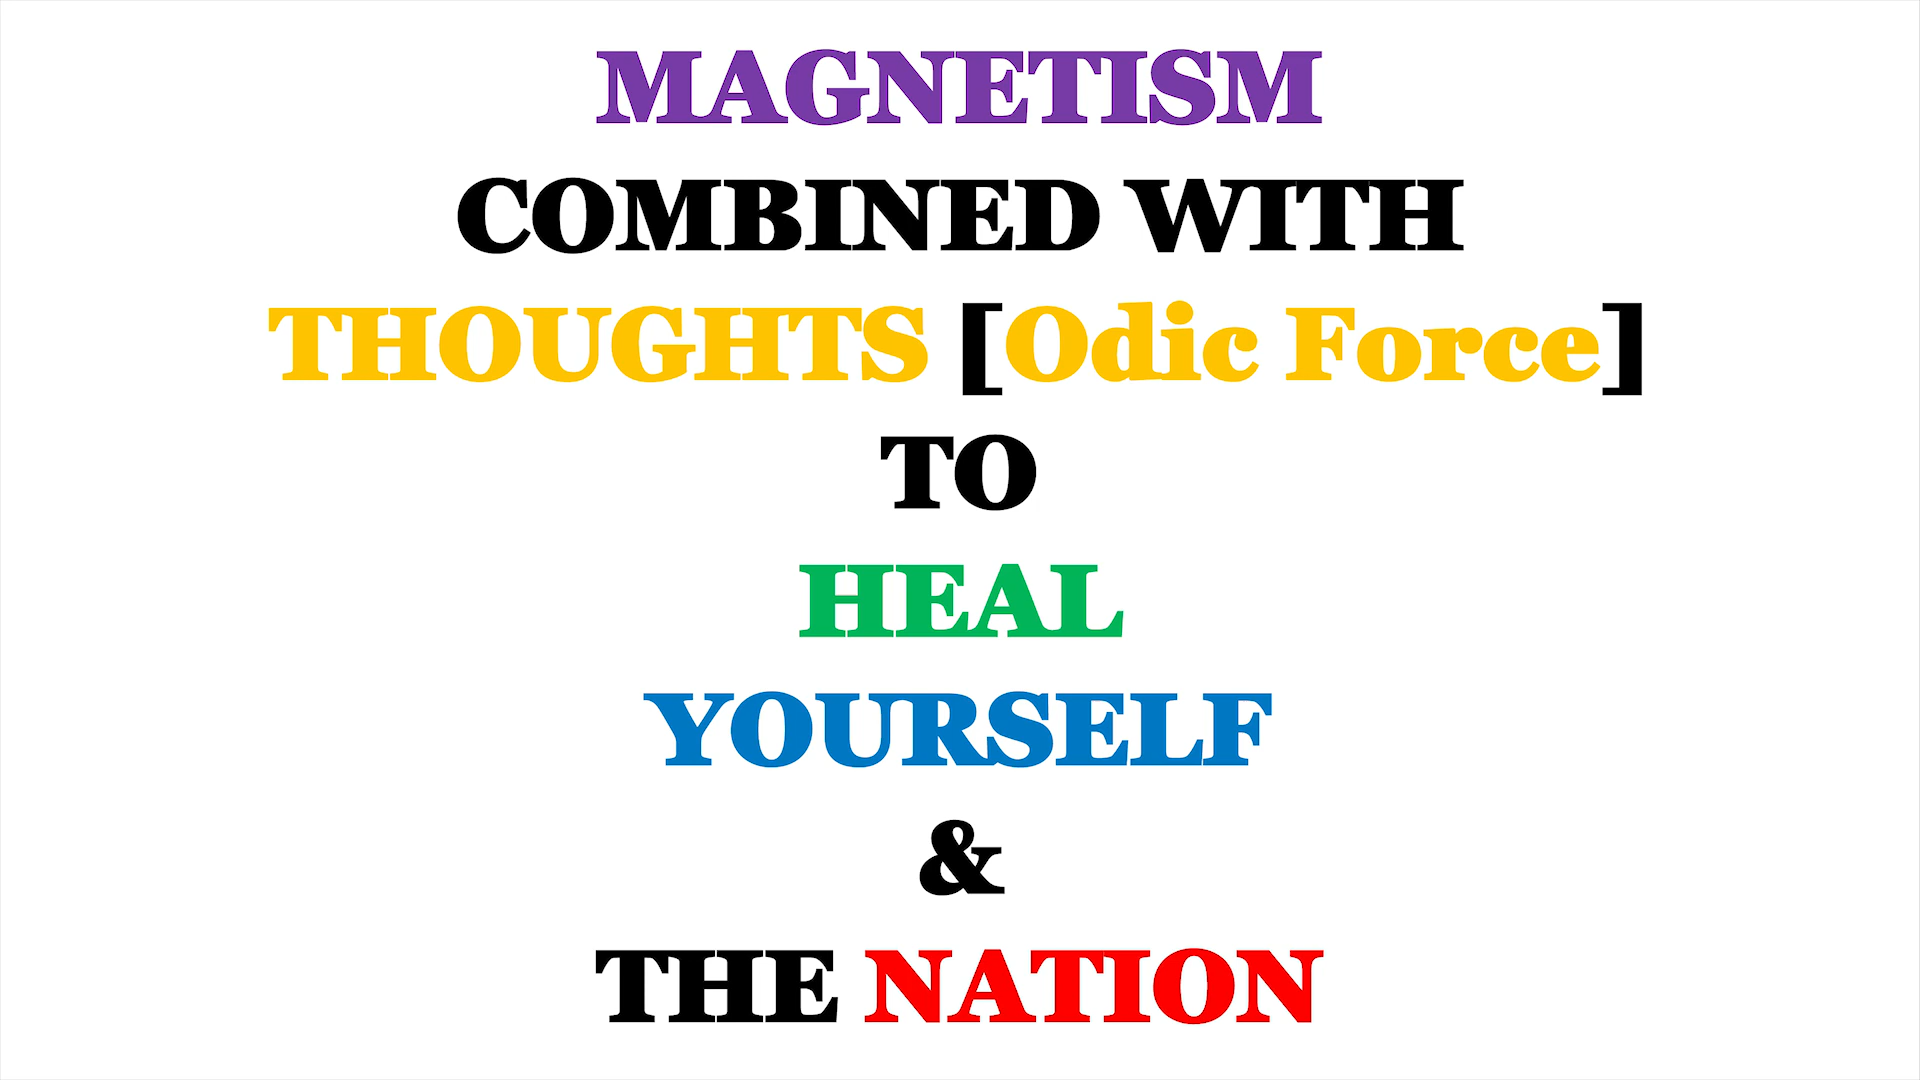 MAGNETISM
COMBINED WITH
THOUGHTS [Odic Force]
TO
HEAL
YOURSELF
&
THE NATION